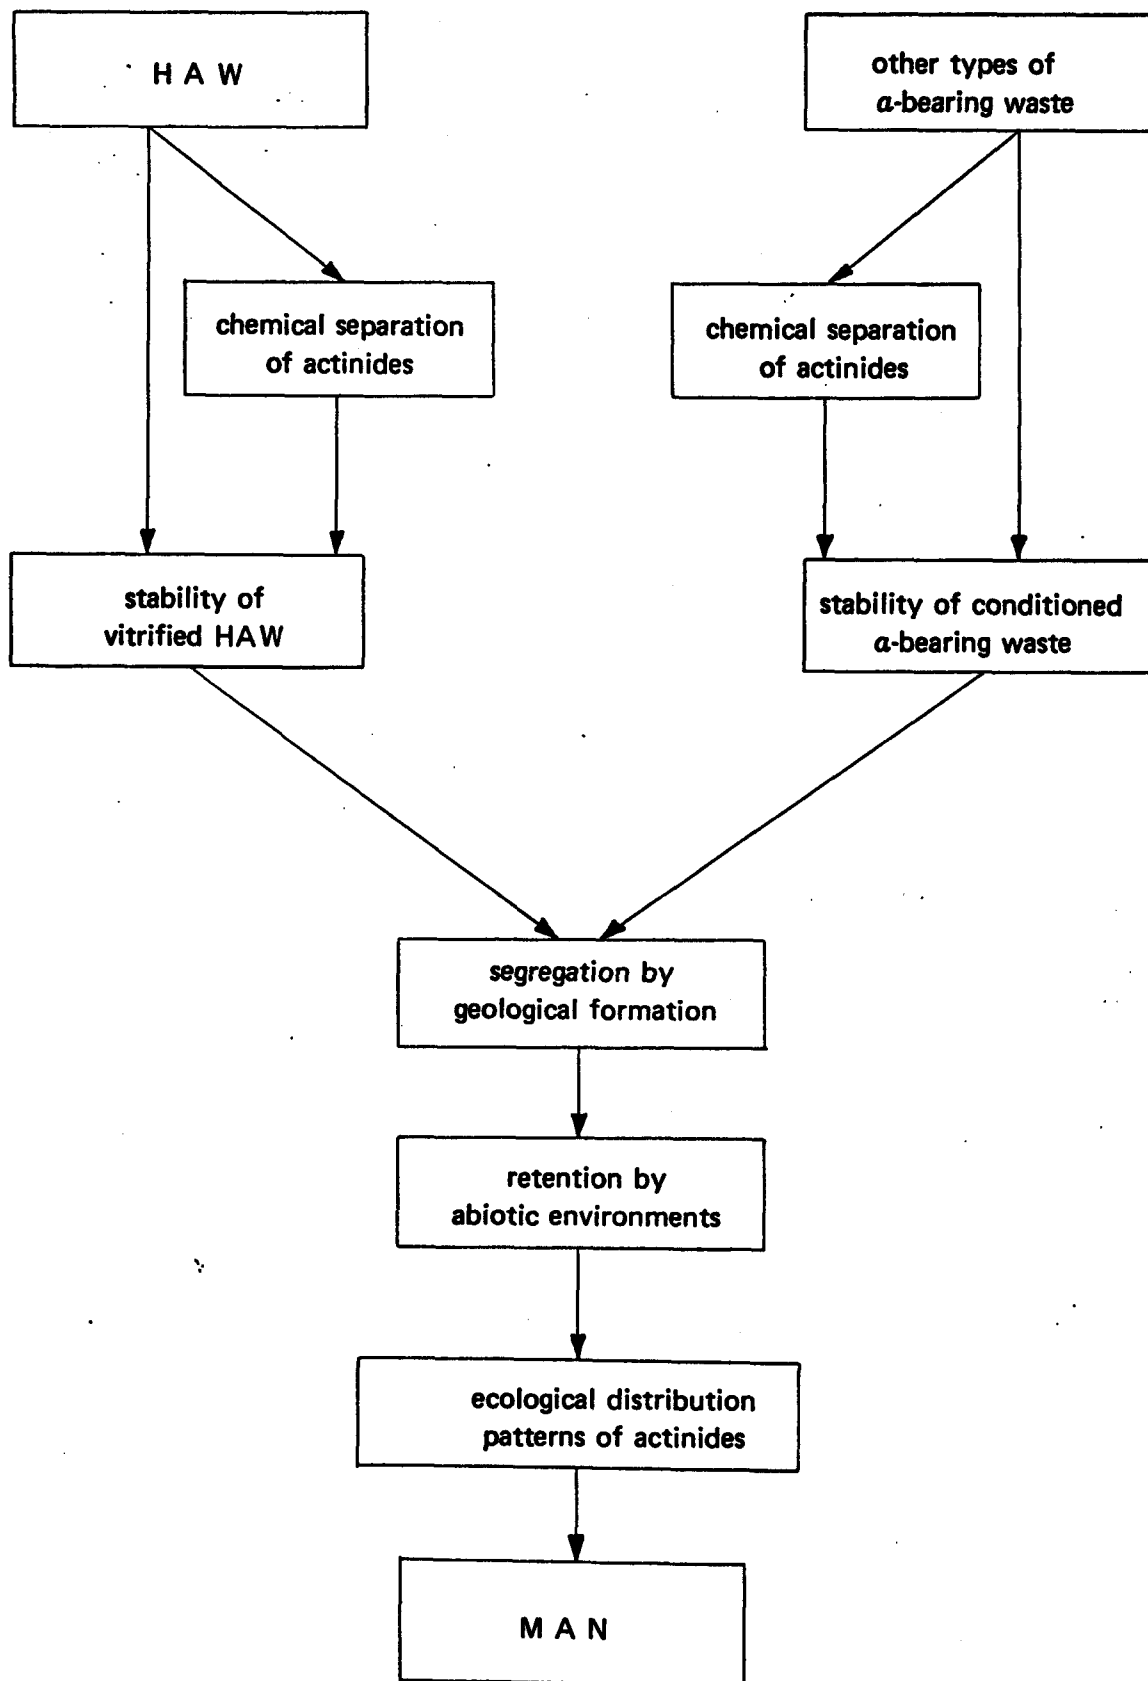 H A W
other types of
α-bearing waste
chemical separation
of actinides
chemical separation
of actinides
stability of
vitrified HAW
stability of conditioned
α-bearing waste
segregation by
geological formation
retention by
abiotic environments
ecological distribution
patterns of actinides
M A N